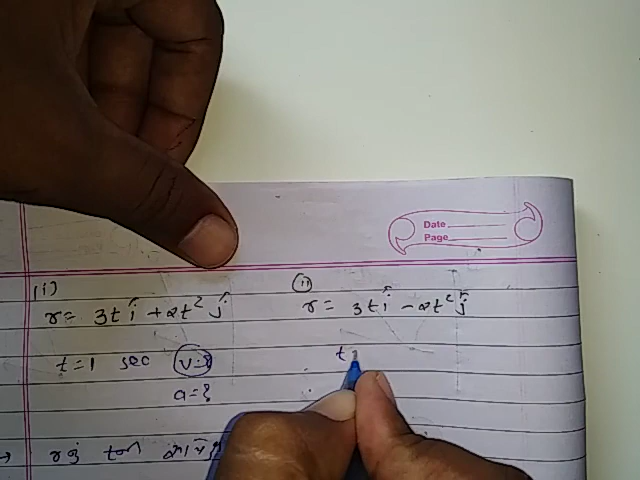 Date
Page
(i)
r = 3t î + 2t² ĵ
t = 1 sec v = ?
a = ?
(ii)
r = 3t î − 2t² ĵ
t